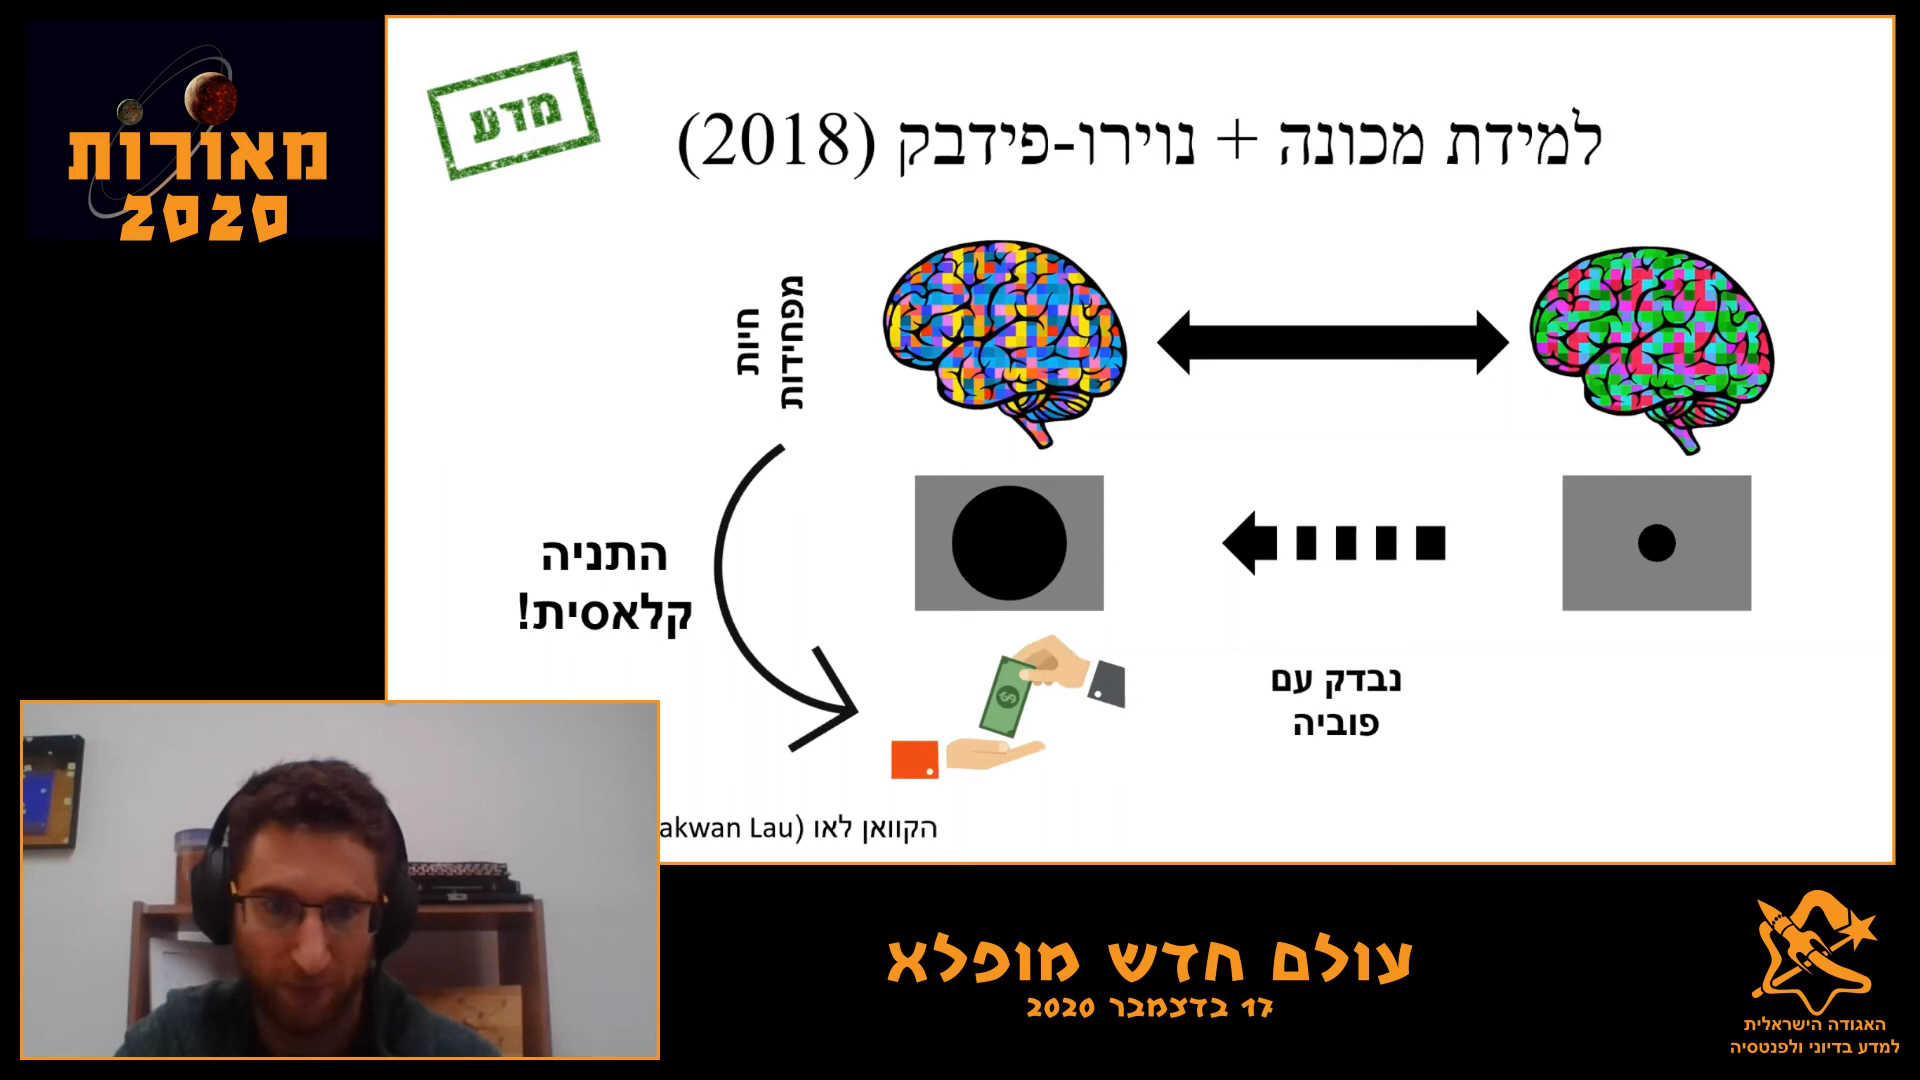 מאורות
2020
מדע
למידת מכונה + נוירו-פידבק (2018)
חיות
מפחידות
התניה
קלאסית!
נבדק עם
פוביה
הקוואן לאו (akwan Lau
עולם חדש מופלא
17 בדצמבר 2020
האגודה הישראלית
למדע בדיוני ולפנטסיה